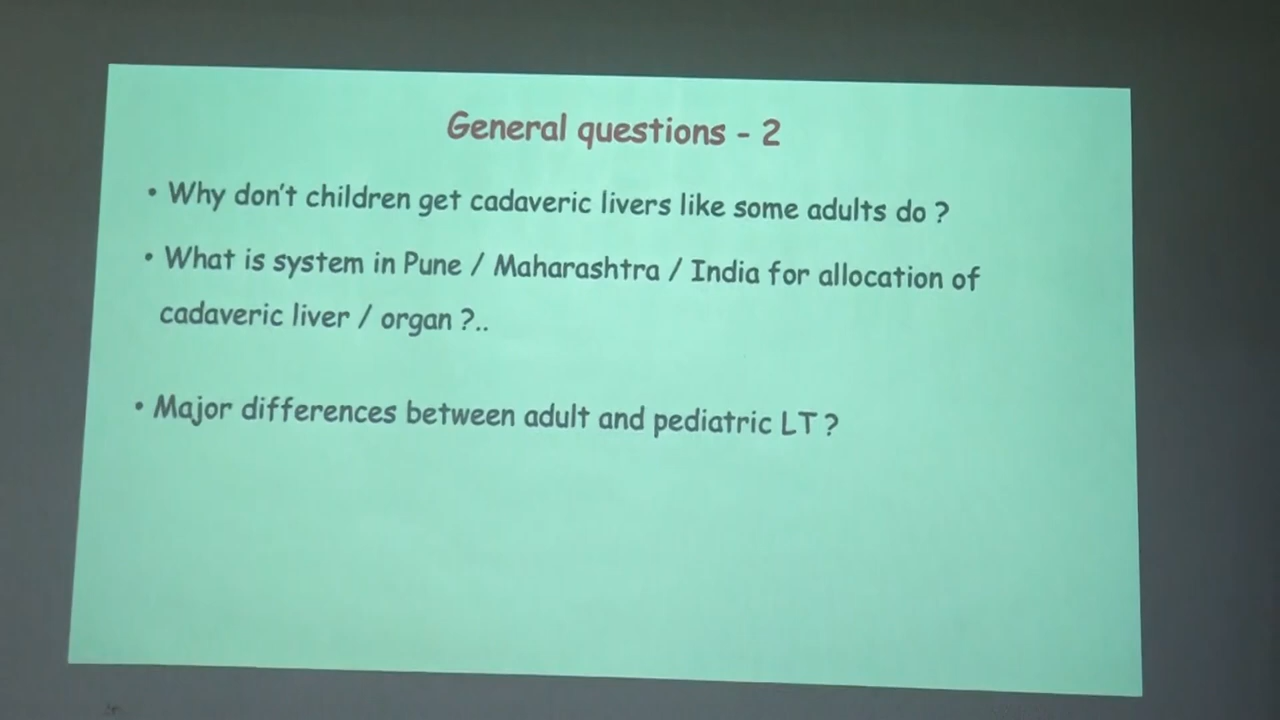 General questions - 2
• Why don't children get cadaveric livers like some adults do ?
• What is system in Pune / Maharashtra / India for allocation of
cadaveric liver / organ ?..
• Major differences between adult and pediatric LT ?